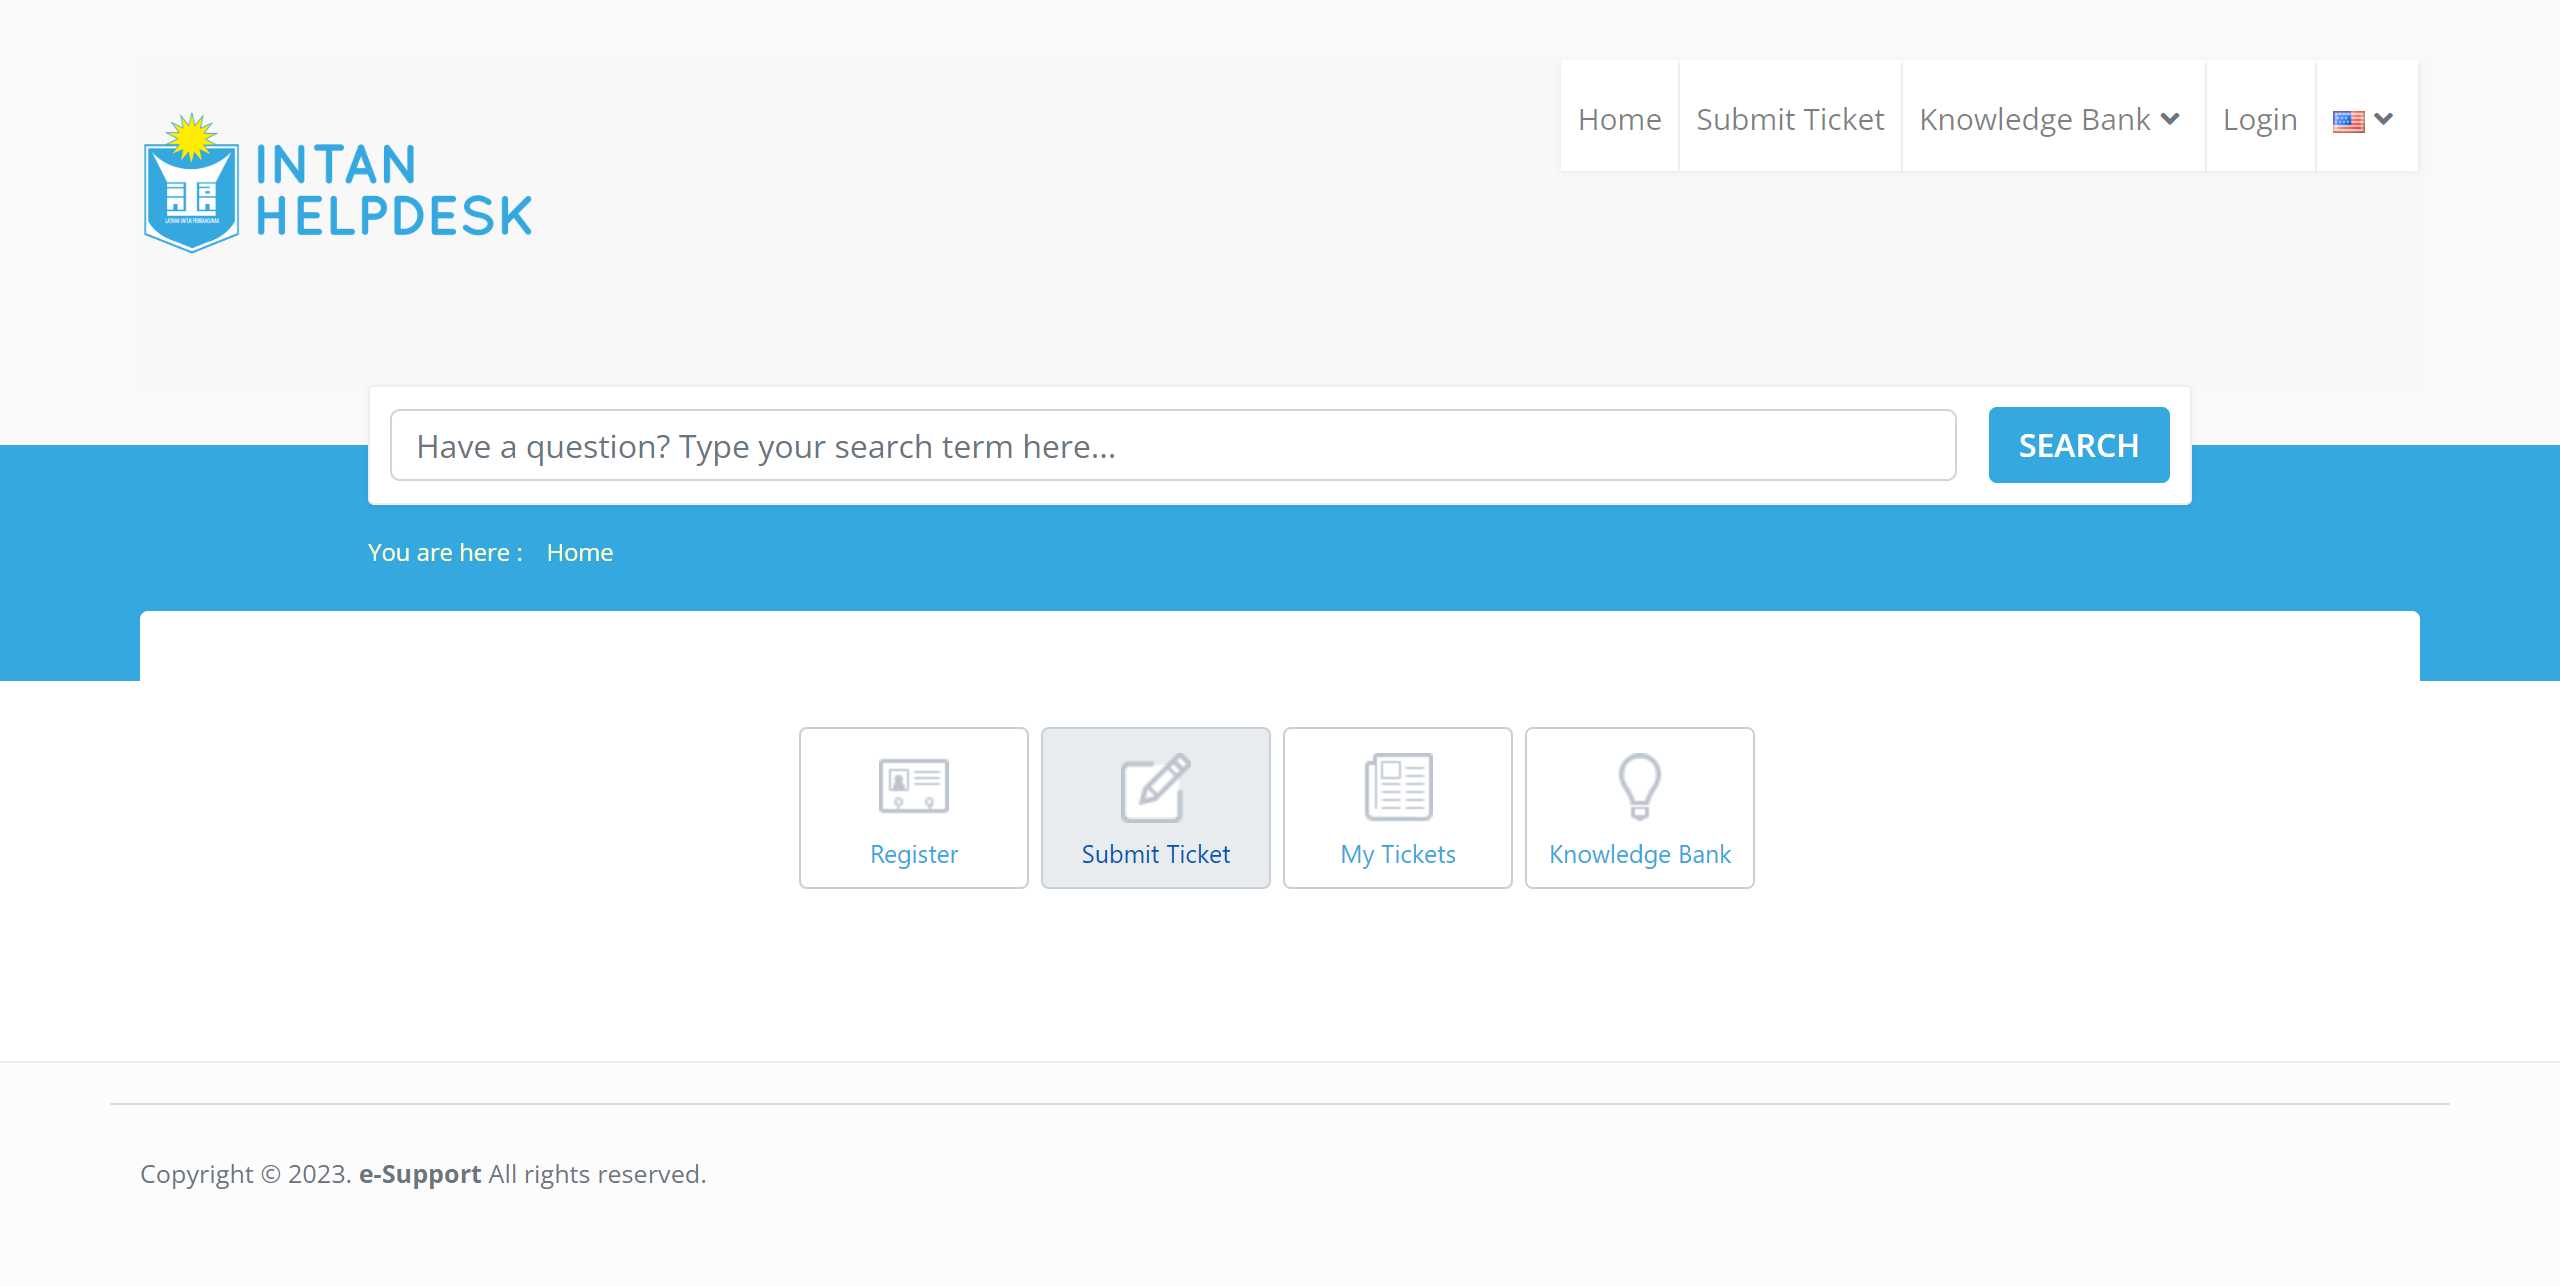 INTAN
HELPDESK
Home
Submit Ticket
Knowledge Bank
Login
Have a question? Type your search term here...
SEARCH
You are here :
Home
Register
Submit Ticket
My Tickets
Knowledge Bank
Copyright © 2023. e-Support All rights reserved.